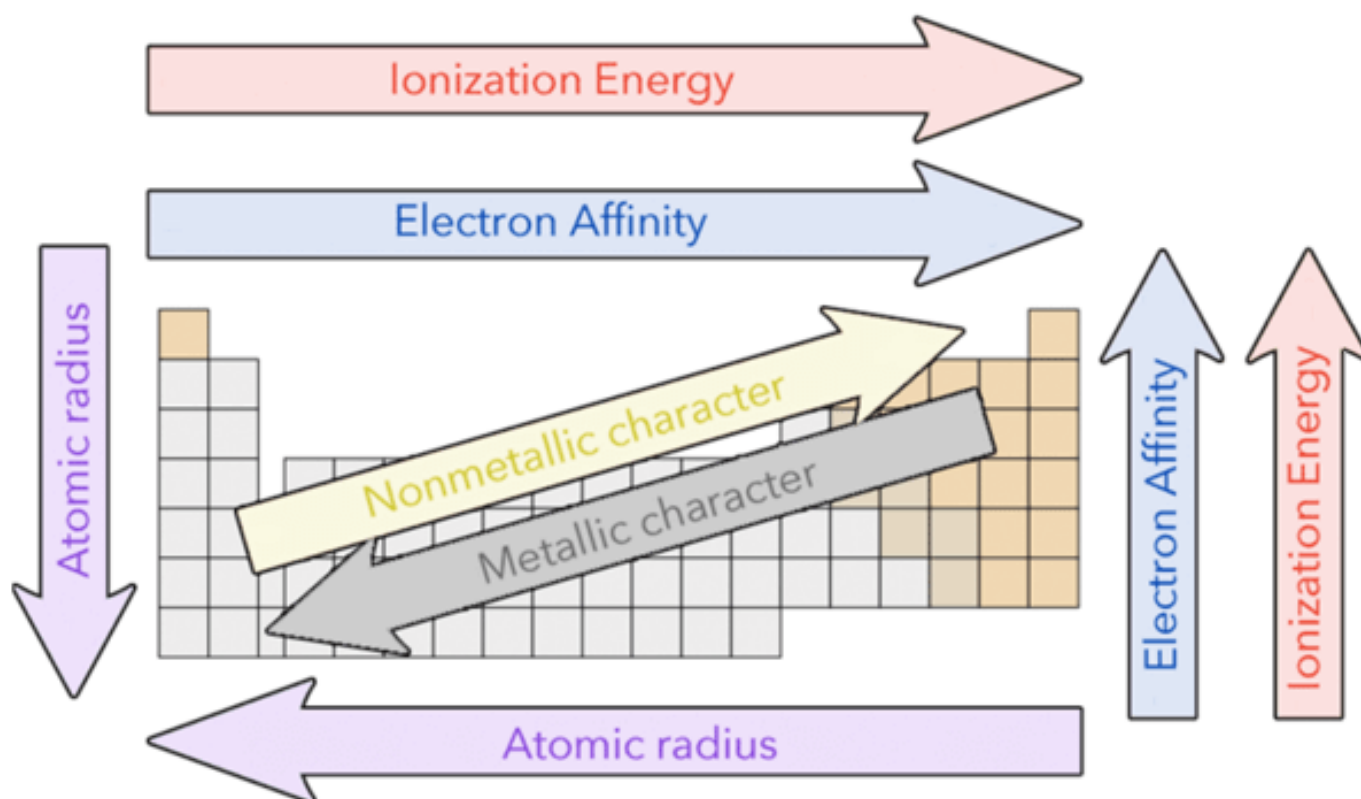 Ionization Energy
Electron Affinity
Atomic radius
Nonmetallic character
Metallic character
Electron Affinity
Ionization Energy
Atomic radius